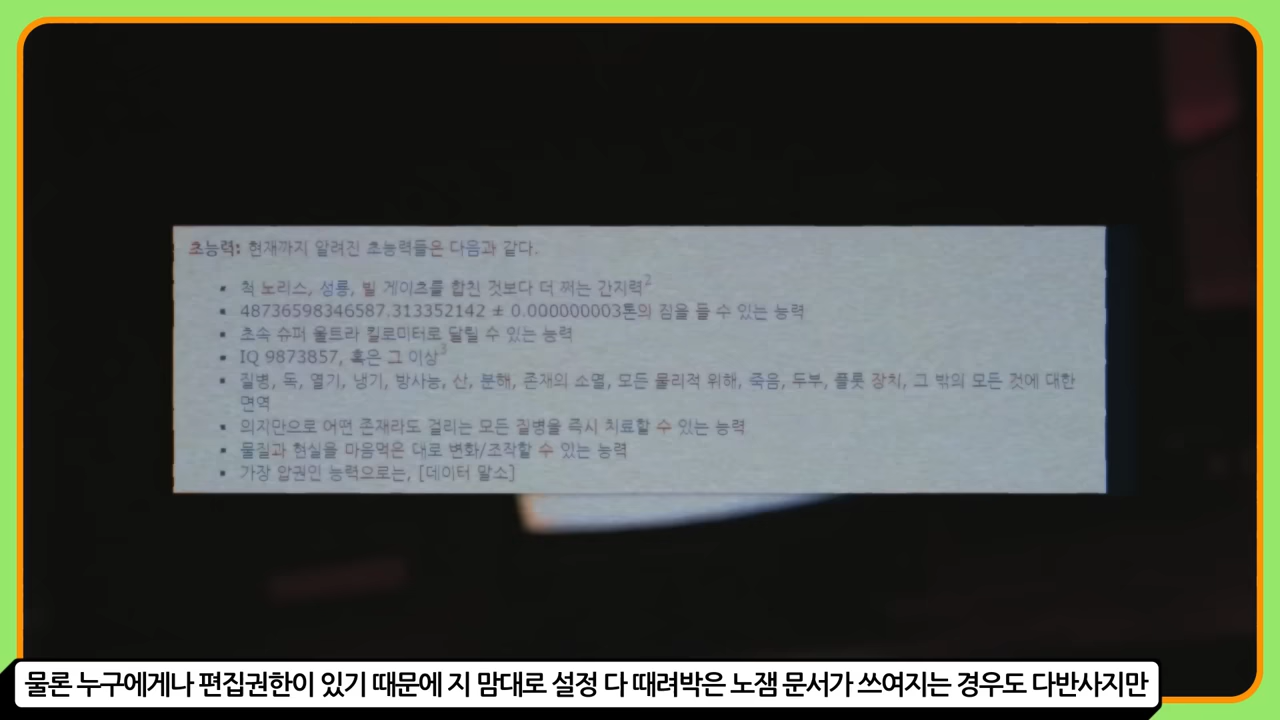 초능력: 현재까지 알려진 초능력들은 다음과 같다.
▪ 척 노리스, 성룡, 빌 게이츠를 합친 것보다 더 쩌는 간지력2
▪ 48736598346587.313352142 ± 0.000000003톤의 짐을 들 수 있는 능력
▪ 초속 슈퍼 울트라 킬로미터로 달릴 수 있는 능력
▪ IQ 9873857, 혹은 그 이상3
▪ 질병, 독, 열기, 냉기, 방사능, 산, 분해, 존재의 소멸, 모든 물리적 위해, 죽음, 두부, 플롯 장치, 그 밖의 모든 것에 대한
면역
▪ 의지만으로 어떤 존재라도 걸리는 모든 질병을 즉시 치료할 수 있는 능력
▪ 물질과 현실을 마음먹은 대로 변화/조작할 수 있는 능력
▪ 가장 압권인 능력으로는, [데이터 말소]
물론 누구에게나 편집권한이 있기 때문에 지 맘대로 설정 다 때려박은 노잼 문서가 쓰여지는 경우도 다반사지만